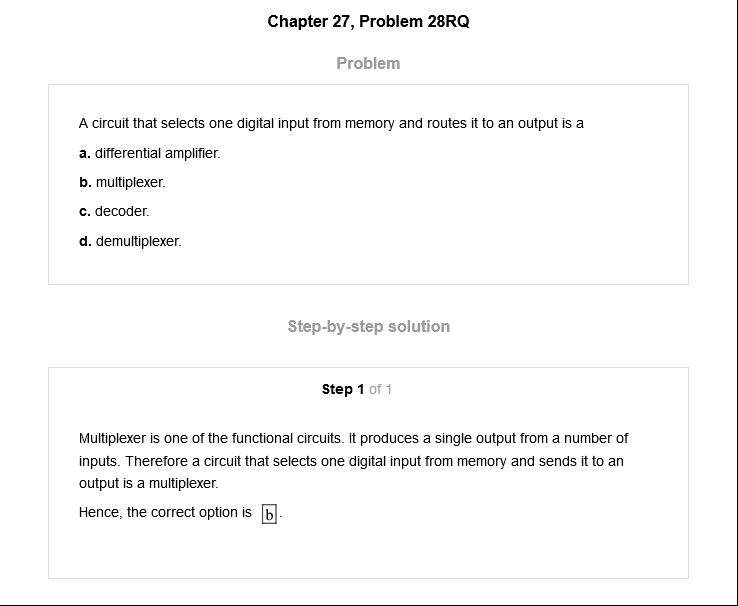 Chapter 27, Problem 28RQ
Problem
A circuit that selects one digital input from memory and routes it to an output is a
a. differential amplifier.
b. multiplexer.
c. decoder.
d. demultiplexer.
Step-by-step solution
Step 1 of 1
Multiplexer is one of the functional circuits. It produces a single output from a number of
inputs. Therefore a circuit that selects one digital input from memory and sends it to an
output is a multiplexer.
Hence, the correct option is b.